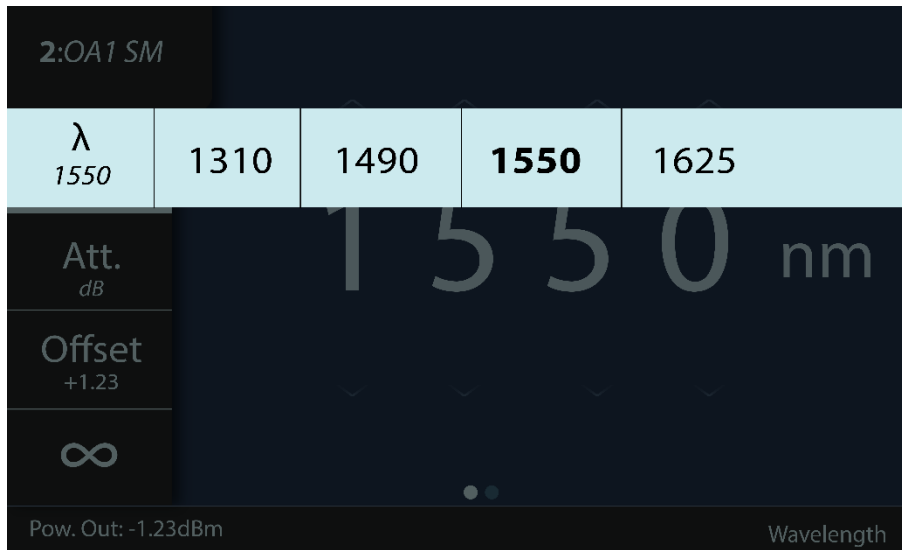 2:OA1 SM
λ 1310 1490 1550 1625
1550
1550 nm
Att.
dB
Offset
+1.23
∞
Pow. Out: -1.23dBm
Wavelength